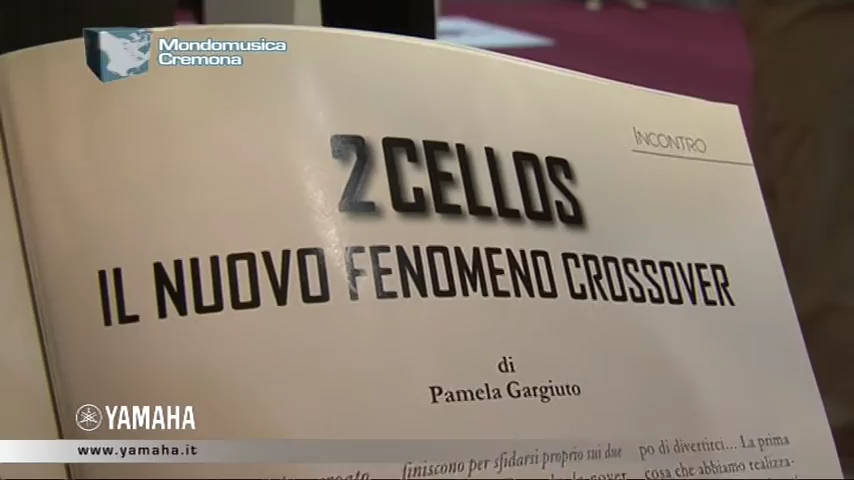 Mondomusica
Cremona
INCONTRO
2CELLOS
IL NUOVO FENOMENO CROSSOVER
di
Pamela Gargiuto
finiscono per sfidarsi proprio sui due
po di divertirci... La prima
cosa che abbiamo realizza-
YAMAHA
www.yamaha.it